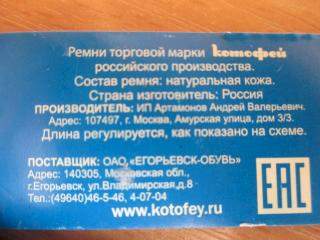 Ремни торговой марки котофей
российского производства.
Состав ремня: натуральная кожа.
Страна изготовитель: Россия
ПРОИЗВОДИТЕЛЬ: ИП Артамонов Андрей Валерьевич.
Адрес: 107497, г. Москва, Амурская улица, дом 3/3.
Длина регулируется, как показано на схеме.
ПОСТАВЩИК: ОАО «ЕГОРЬЕВСК-ОБУВЬ»
Адрес: 140305, Московская обл.,
г.Егорьевск, ул.Владимирская, д.8
Тел.:(49640)46-5-46, 4-07-04
www.kotofey.ru
ЕАС